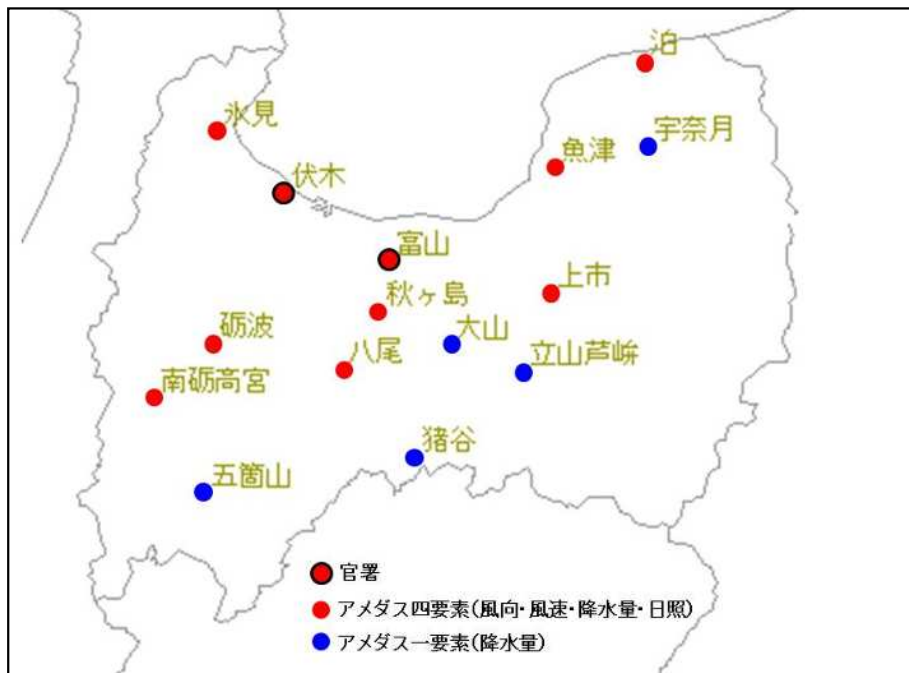 泊
氷見
宇奈月
魚津
伏木
富山
上市
秋ヶ島
砺波
大山
八尾
立山芦峅
南砺高宮
猪谷
五箇山
官署
アメダス四要素(風向・風速・降水量・日照)
アメダス一要素(降水量)